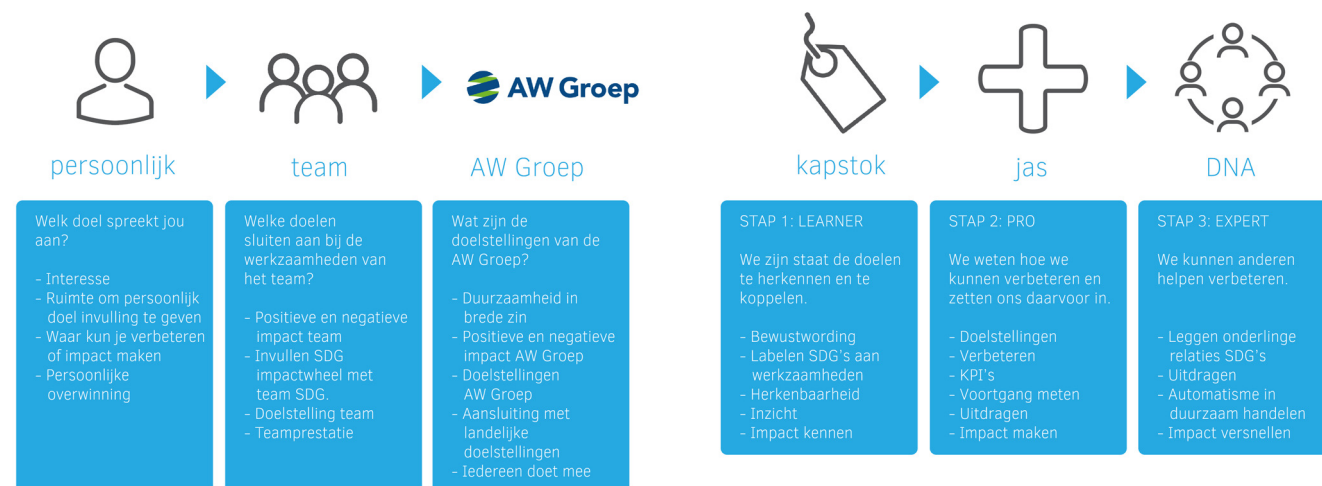 AW Groep
persoonlijk
team
AW Groep
Welk doel spreekt jou
aan?
- Interesse
- Ruimte om persoonlijk
doel invulling te geven
- Waar kun je verbeteren
of impact maken
- Persoonlijke
overwinning
Welke doelen
sluiten aan bij de
werkzaamheden van
het team?
- Positieve en negatieve
impact team
- Invullen SDG
impactwheel met
team SDG.
- Doelstelling team
- Teamprestatie
Wat zijn de
doelstellingen van de
AW Groep?
- Duurzaamheid in
brede zin
- Positieve en negatieve
impact AW Groep
- Doelstellingen
AW Groep
- Aansluiting met
landelijke
doelstellingen
- Iedereen doet mee
kapstok
jas
DNA
STAP 1: LEARNER
We zijn staat de doelen
te herkennen en te
koppelen.
- Bewustwording
- Labelen SDG's aan
werkzaamheden
- Herkenbaarheid
- Inzicht
- Impact kennen
STAP 2: PRO
We weten hoe we
kunnen verbeteren en
zetten ons daarvoor in.
- Doelstellingen
- Verbeteren
- KPI's
- Voortgang meten
- Uitdragen
- Impact maken
STAP 3: EXPERT
We kunnen anderen
helpen verbeteren.
- Leggen onderlinge
relaties SDG's
- Uitdragen
- Automatisme in
duurzaam handelen
- Impact versnellen